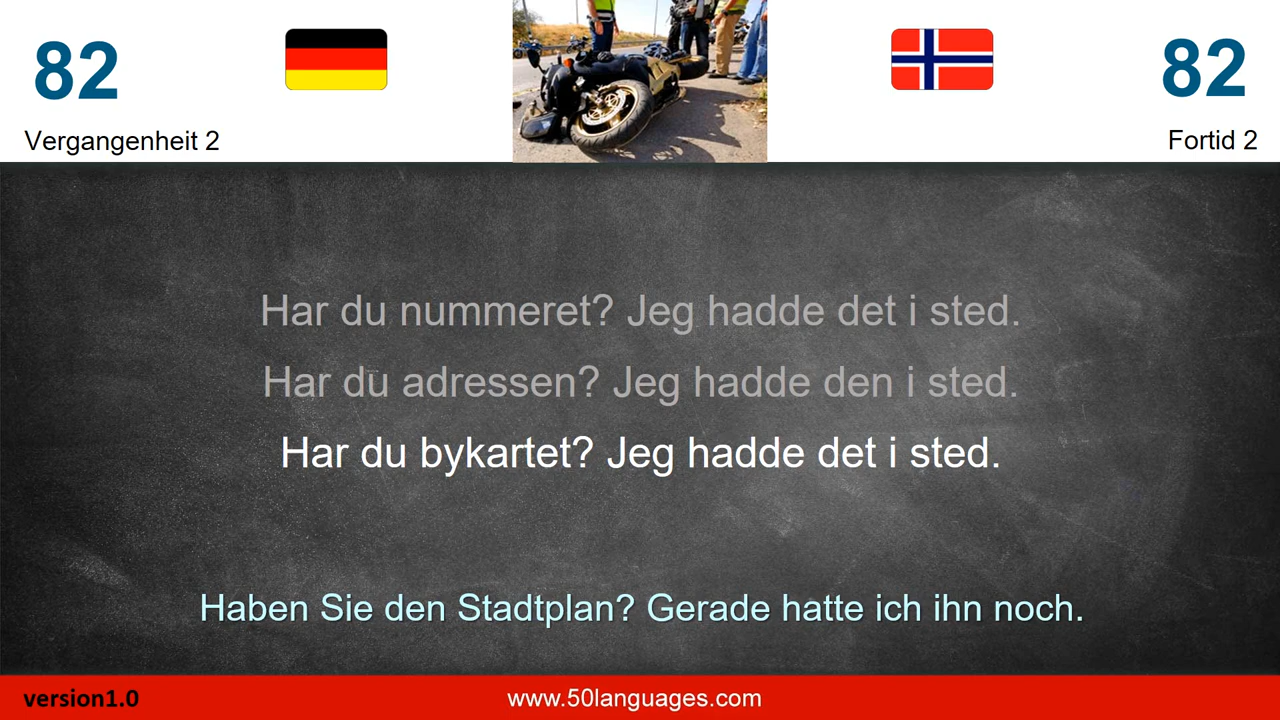 82
82
Vergangenheit 2
Fortid 2
Har du nummeret? Jeg hadde det i sted.
Har du adressen? Jeg hadde den i sted.
Har du bykartet? Jeg hadde det i sted.
Haben Sie den Stadtplan? Gerade hatte ich ihn noch.
version1.0
www.50languages.com